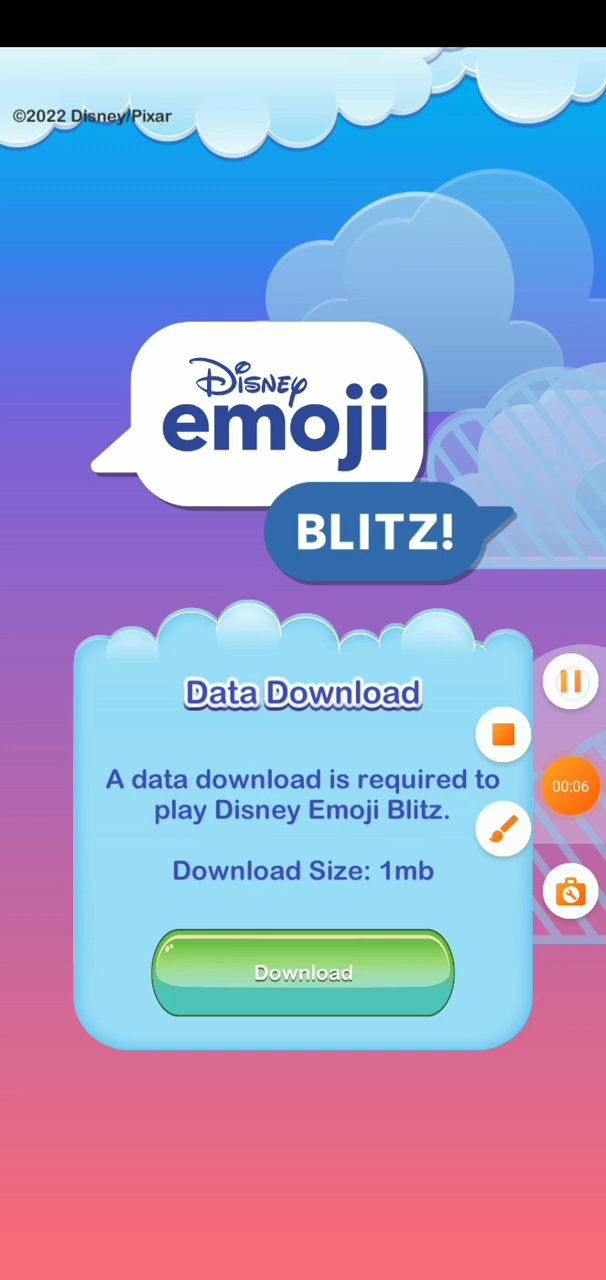 ©2022 Disney/Pixar
Disney
emoji
BLITZ!
Data Download
A data download is required to
play Disney Emoji Blitz.
00:06
Download Size: 1mb
Download